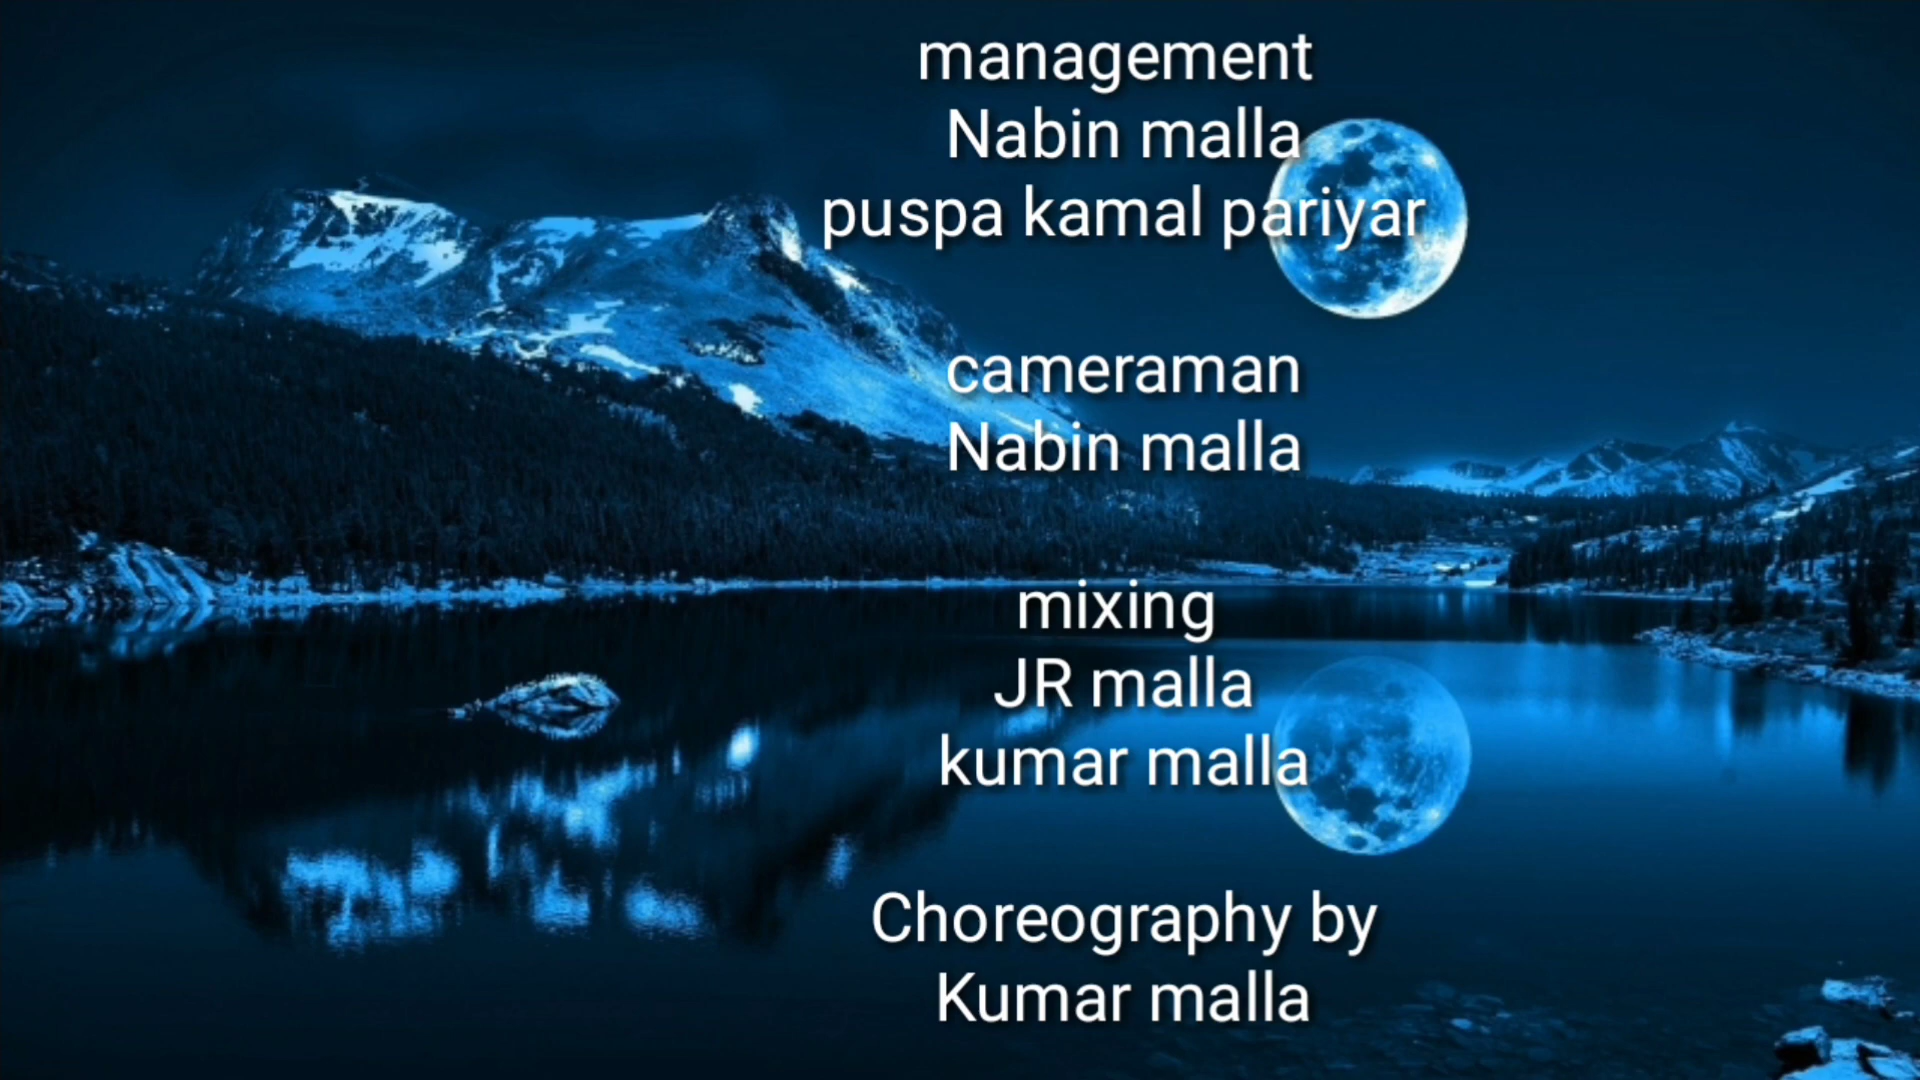 management
Nabin malla
puspa kamal pariyar
cameraman
Nabin malla
mixing
JR malla
kumar malla
Choreography by
Kumar malla